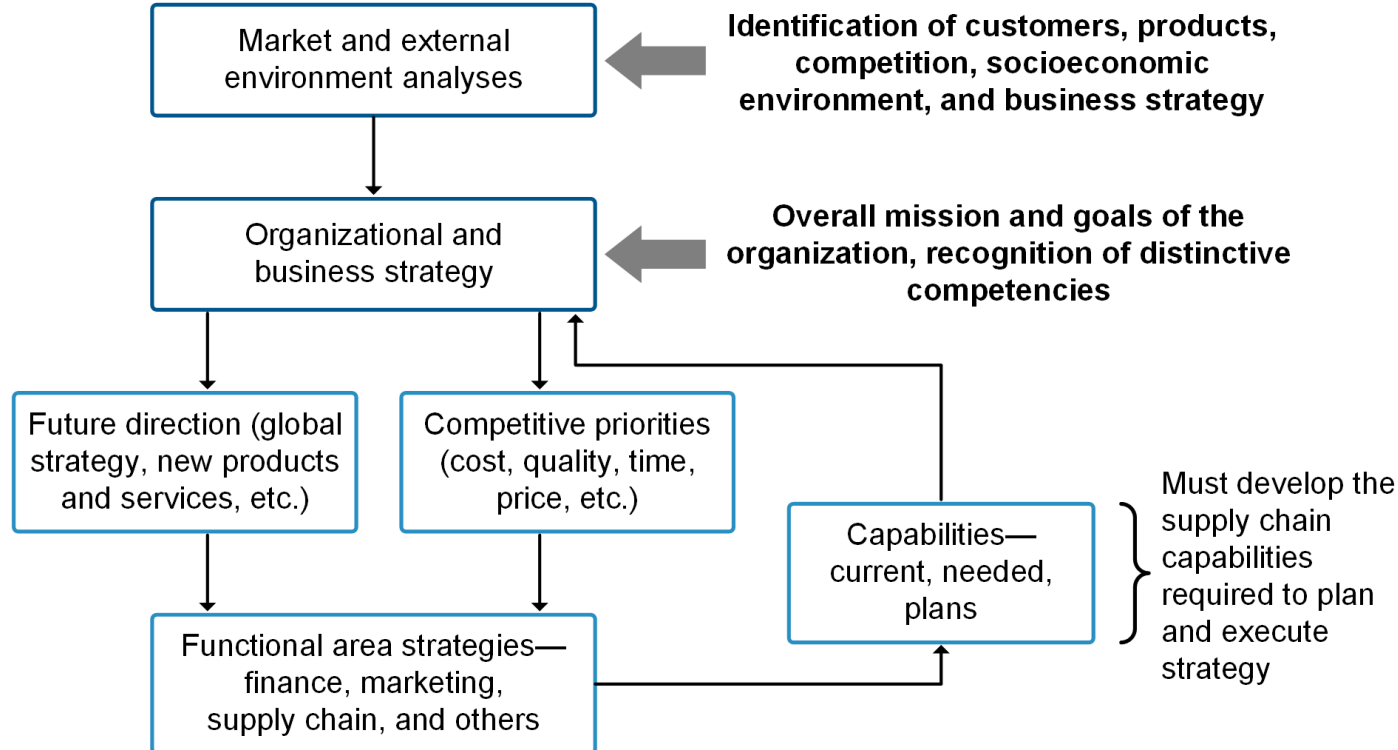 Market and external
environment analyses
Identification of customers, products,
competition, socioeconomic
environment, and business strategy
Organizational and
business strategy
Overall mission and goals of the
organization, recognition of distinctive
competencies
Future direction (global
strategy, new products
and services, etc.)
Competitive priorities
(cost, quality, time,
price, etc.)
Capabilities—
current, needed,
plans
Must develop the
supply chain
capabilities
required to plan
and execute
strategy
Functional area strategies—
finance, marketing,
supply chain, and others